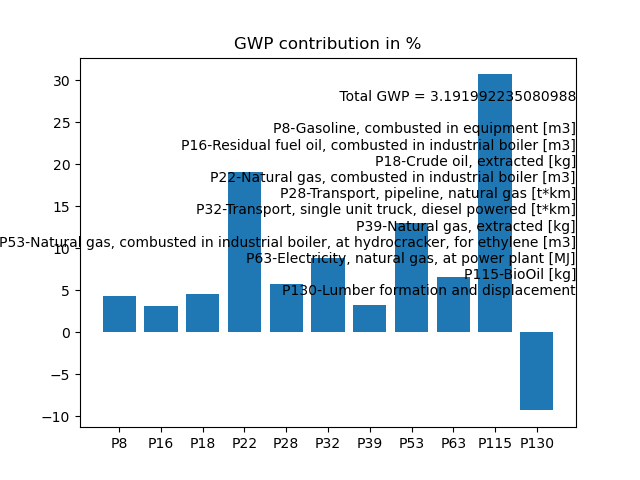 GWP contribution in %
30
Total GWP = 3.191992235080988
25
P8-Gasoline, combusted in equipment [m3]
P16-Residual fuel oil, combusted in industrial boiler [m3]
20
P18-Crude oil, extracted [kg]
P22-Natural gas, combusted in industrial boiler [m3]
P28-Transport, pipeline, natural gas [t*km]
15
P32-Transport, single unit truck, diesel powered [t*km]
P39-Natural gas, extracted [kg]
P53-Natural gas, combusted in industrial boiler, at hydrocracker, for ethylene [m3]
10
P63-Electricity, natural gas, at power plant [MJ]
P115-BioOil [kg]
5
P130-Lumber formation and displacement
0
−5
−10
P8 P16 P18 P22 P28 P32 P39 P53 P63 P115 P130